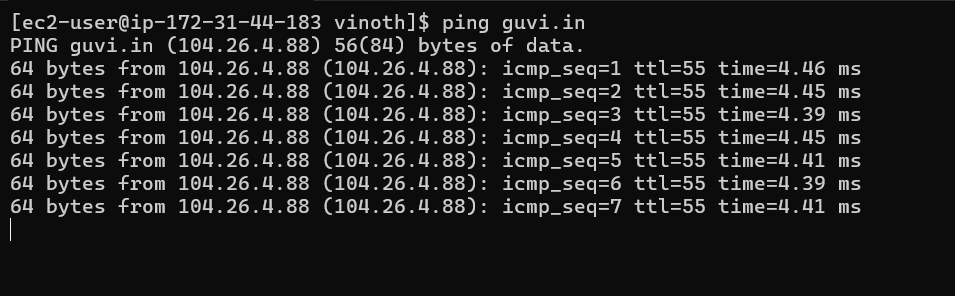 [ec2-user@ip-172-31-44-183 vinoth]$ ping guvi.in
PING guvi.in (104.26.4.88) 56(84) bytes of data.
64 bytes from 104.26.4.88 (104.26.4.88): icmp_seq=1 ttl=55 time=4.46 ms
64 bytes from 104.26.4.88 (104.26.4.88): icmp_seq=2 ttl=55 time=4.45 ms
64 bytes from 104.26.4.88 (104.26.4.88): icmp_seq=3 ttl=55 time=4.39 ms
64 bytes from 104.26.4.88 (104.26.4.88): icmp_seq=4 ttl=55 time=4.45 ms
64 bytes from 104.26.4.88 (104.26.4.88): icmp_seq=5 ttl=55 time=4.41 ms
64 bytes from 104.26.4.88 (104.26.4.88): icmp_seq=6 ttl=55 time=4.39 ms
64 bytes from 104.26.4.88 (104.26.4.88): icmp_seq=7 ttl=55 time=4.41 ms